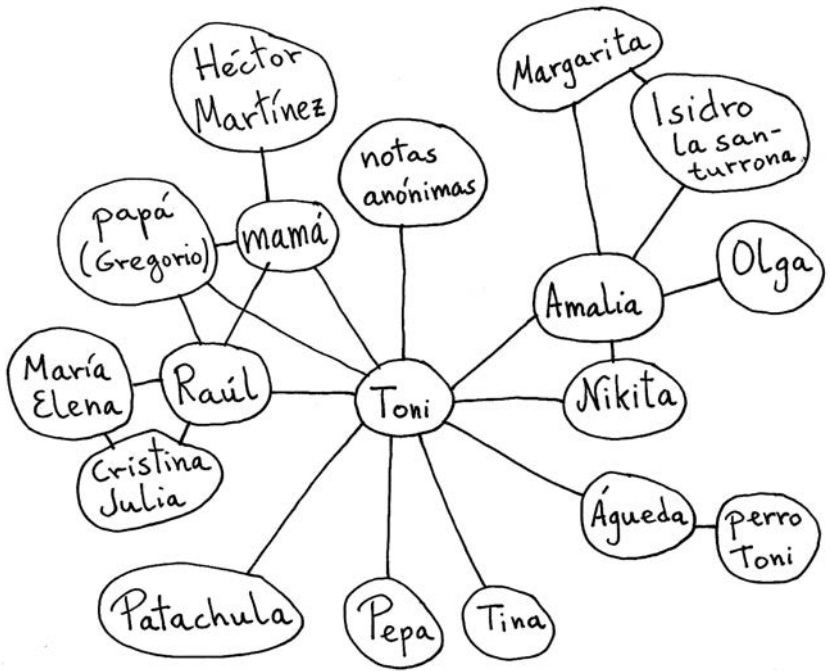 Héctor
Martínez
Margarita
Isidro
la san-
turrona
notas
anónimas
papá
(Gregorio)
mamá
Olga
Amalia
María
Elena
Raúl
Toni
Nikita
Cristina
Julia
Águeda
perro
Toni
Patachula
Pepa
Tina